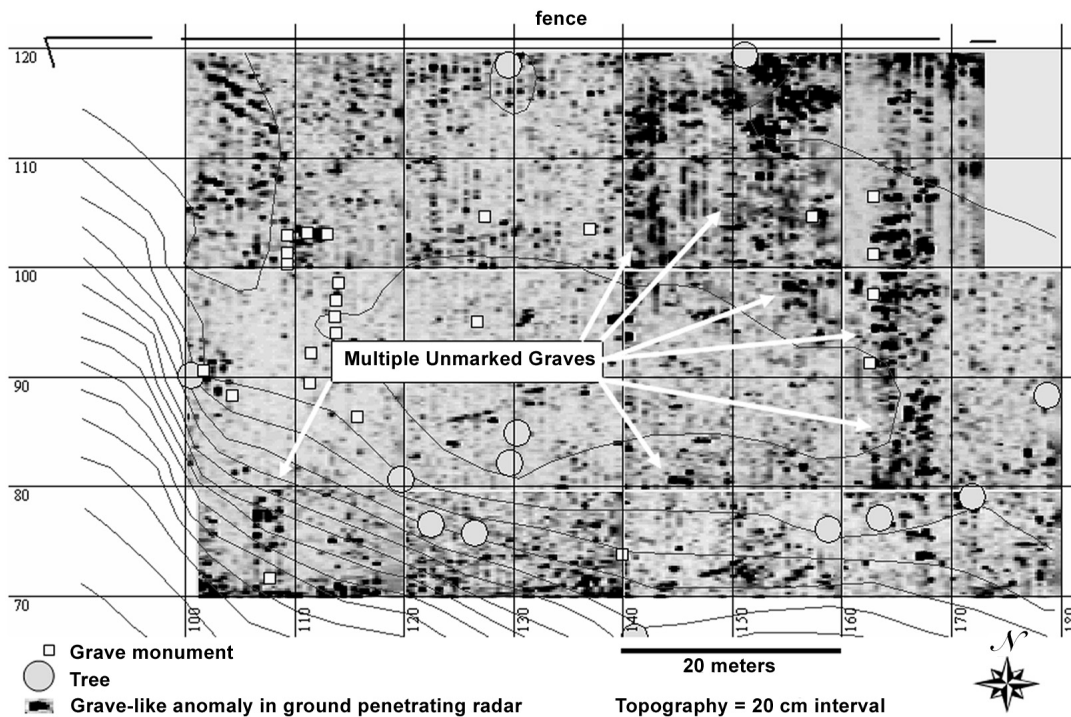 fence
120
110
100
90
80
70
Multiple Unmarked Graves
100
110
120
130
140
150
160
170
180
Grave monument
Tree
Grave-like anomaly in ground penetrating radar
20 meters
Topography = 20 cm interval
N